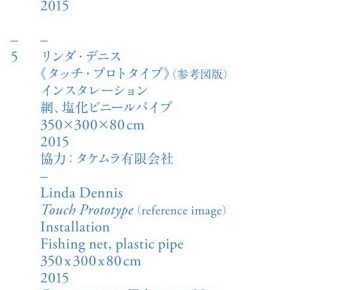 2015
– –
5 リンダ・デニス
《タッチ・プロトタイプ》(参考図版)
インスタレーション
網、塩化ビニールパイプ
350×300×80cm
2015
協力：タケムラ有限会社
–
Linda Dennis
Touch Prototype (reference image)
Installation
Fishing net, plastic pipe
350x300x80cm
2015